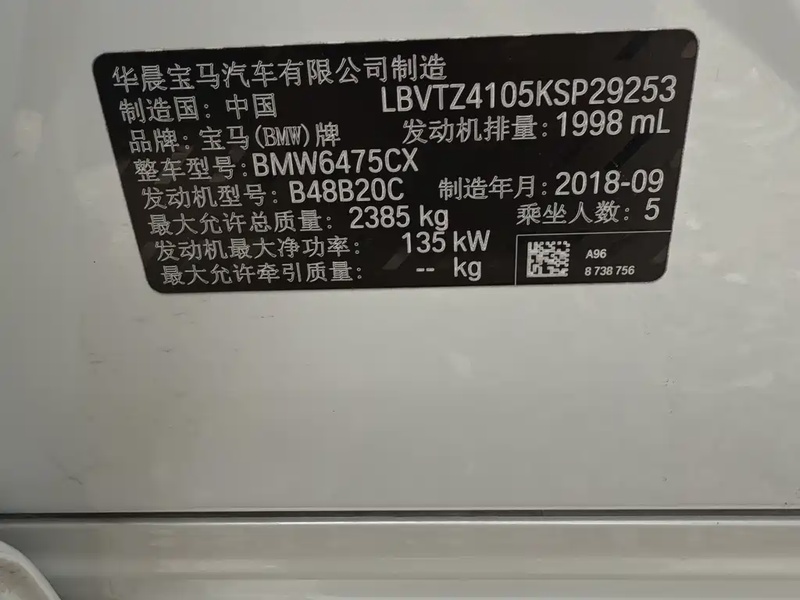 华晨宝马汽车有限公司制造
制造国：中国 LBVTZ4105KSP29253
品牌：宝马(BMW)牌 发动机排量：1998 mL
整车型号：BMW6475CX
发动机型号：B48B20C 制造年月：2018-09
最大允许总质量：2385 kg 乘坐人数：5
发动机最大净功率：135 kW
最大允许牵引质量：-- kg
A96
8 738 756